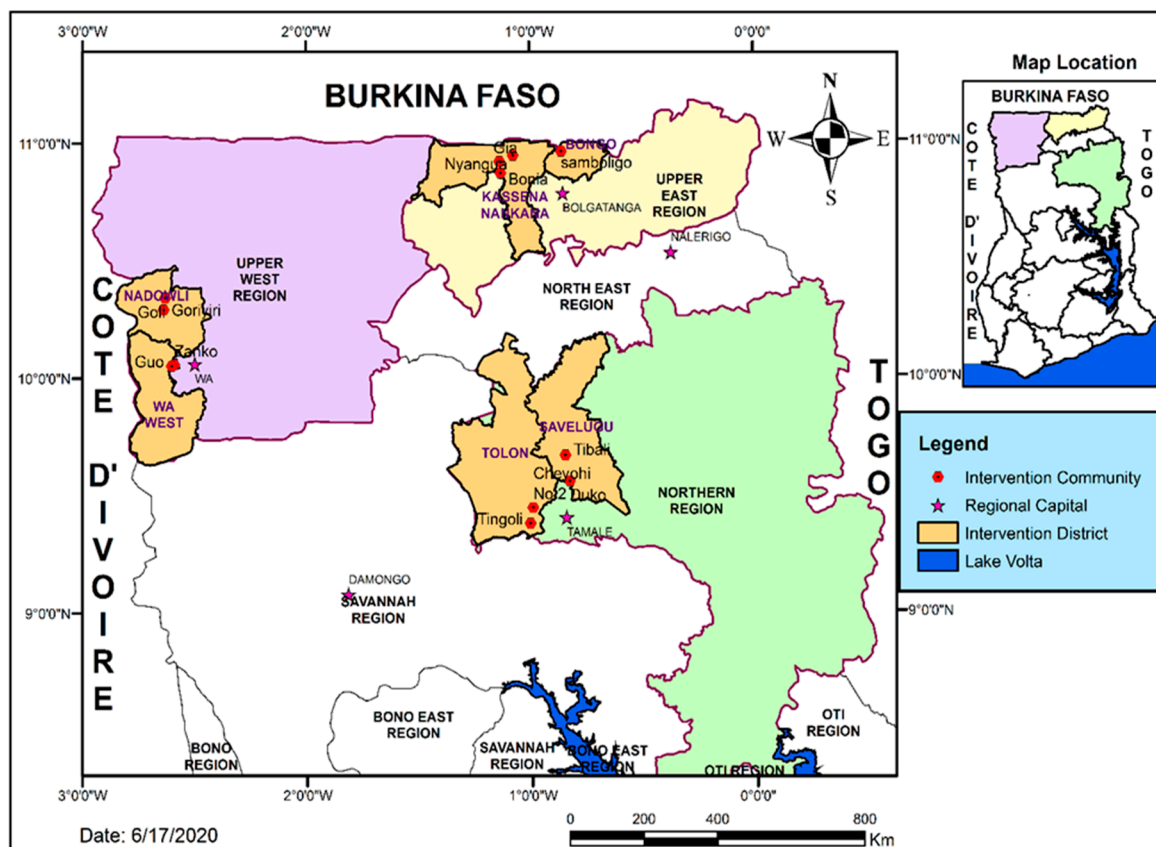 3°0'0"W
2°0'0"W
1°0'0"W
0°0'0"
BURKINA FASO
N
W
E
S
11°0'0"N
11°0'0"N
Gia
BONGO
Nyangua
samboligo
Bonia
KASSENA
NANKANA
BOLGATANGA
UPPER
EAST
REGION
NALERIGO
UPPER
WEST
REGION
NORTH EAST
REGION
NADOWLI
Goli
Goriyiri
Zanko
Guo
WA
WA
WEST
10°0'0"N
10°0'0"N
COTE
D'IVOIRE
TOGO
SAVELUGU
TOLON
Tibali
Cheyohi
No.2
Duko
Tingoli
TAMALE
NORTHERN
REGION
DAMONGO
SAVANNAH
REGION
9°0'0"N
9°0'0"N
BONO EAST
REGION
BONO
REGION
SAVANNAH
REGION
BONO EAST
REGION
OTI
REGION
OTI REGION
3°0'0"W
2°0'0"W
1°0'0"W
0°0'0"
Date: 6/17/2020
0
200
400
800
Km
Map Location
BURKINA FASO
COTE
D'IVOIRE
TOGO
Legend
Intervention Community
Regional Capital
Intervention District
Lake Volta